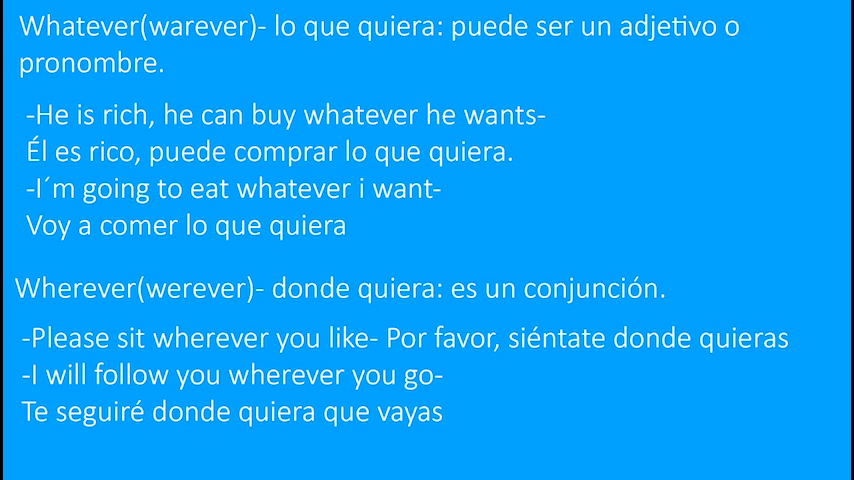 Whatever(warever)- lo que quiera: puede ser un adjetivo o
pronombre.
-He is rich, he can buy whatever he wants-
Él es rico, puede comprar lo que quiera.
-I´m going to eat whatever i want-
Voy a comer lo que quiera
Wherever(werever)- donde quiera: es un conjunción.
-Please sit wherever you like- Por favor, siéntate donde quieras
-I will follow you wherever you go-
Te seguiré donde quiera que vayas